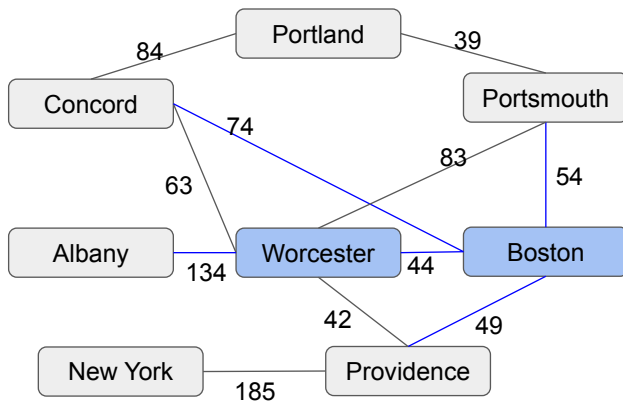 Portland
84
39
Concord
Portsmouth
74
83
63
54
Albany
Worcester
Boston
134
44
42
49
New York
Providence
185